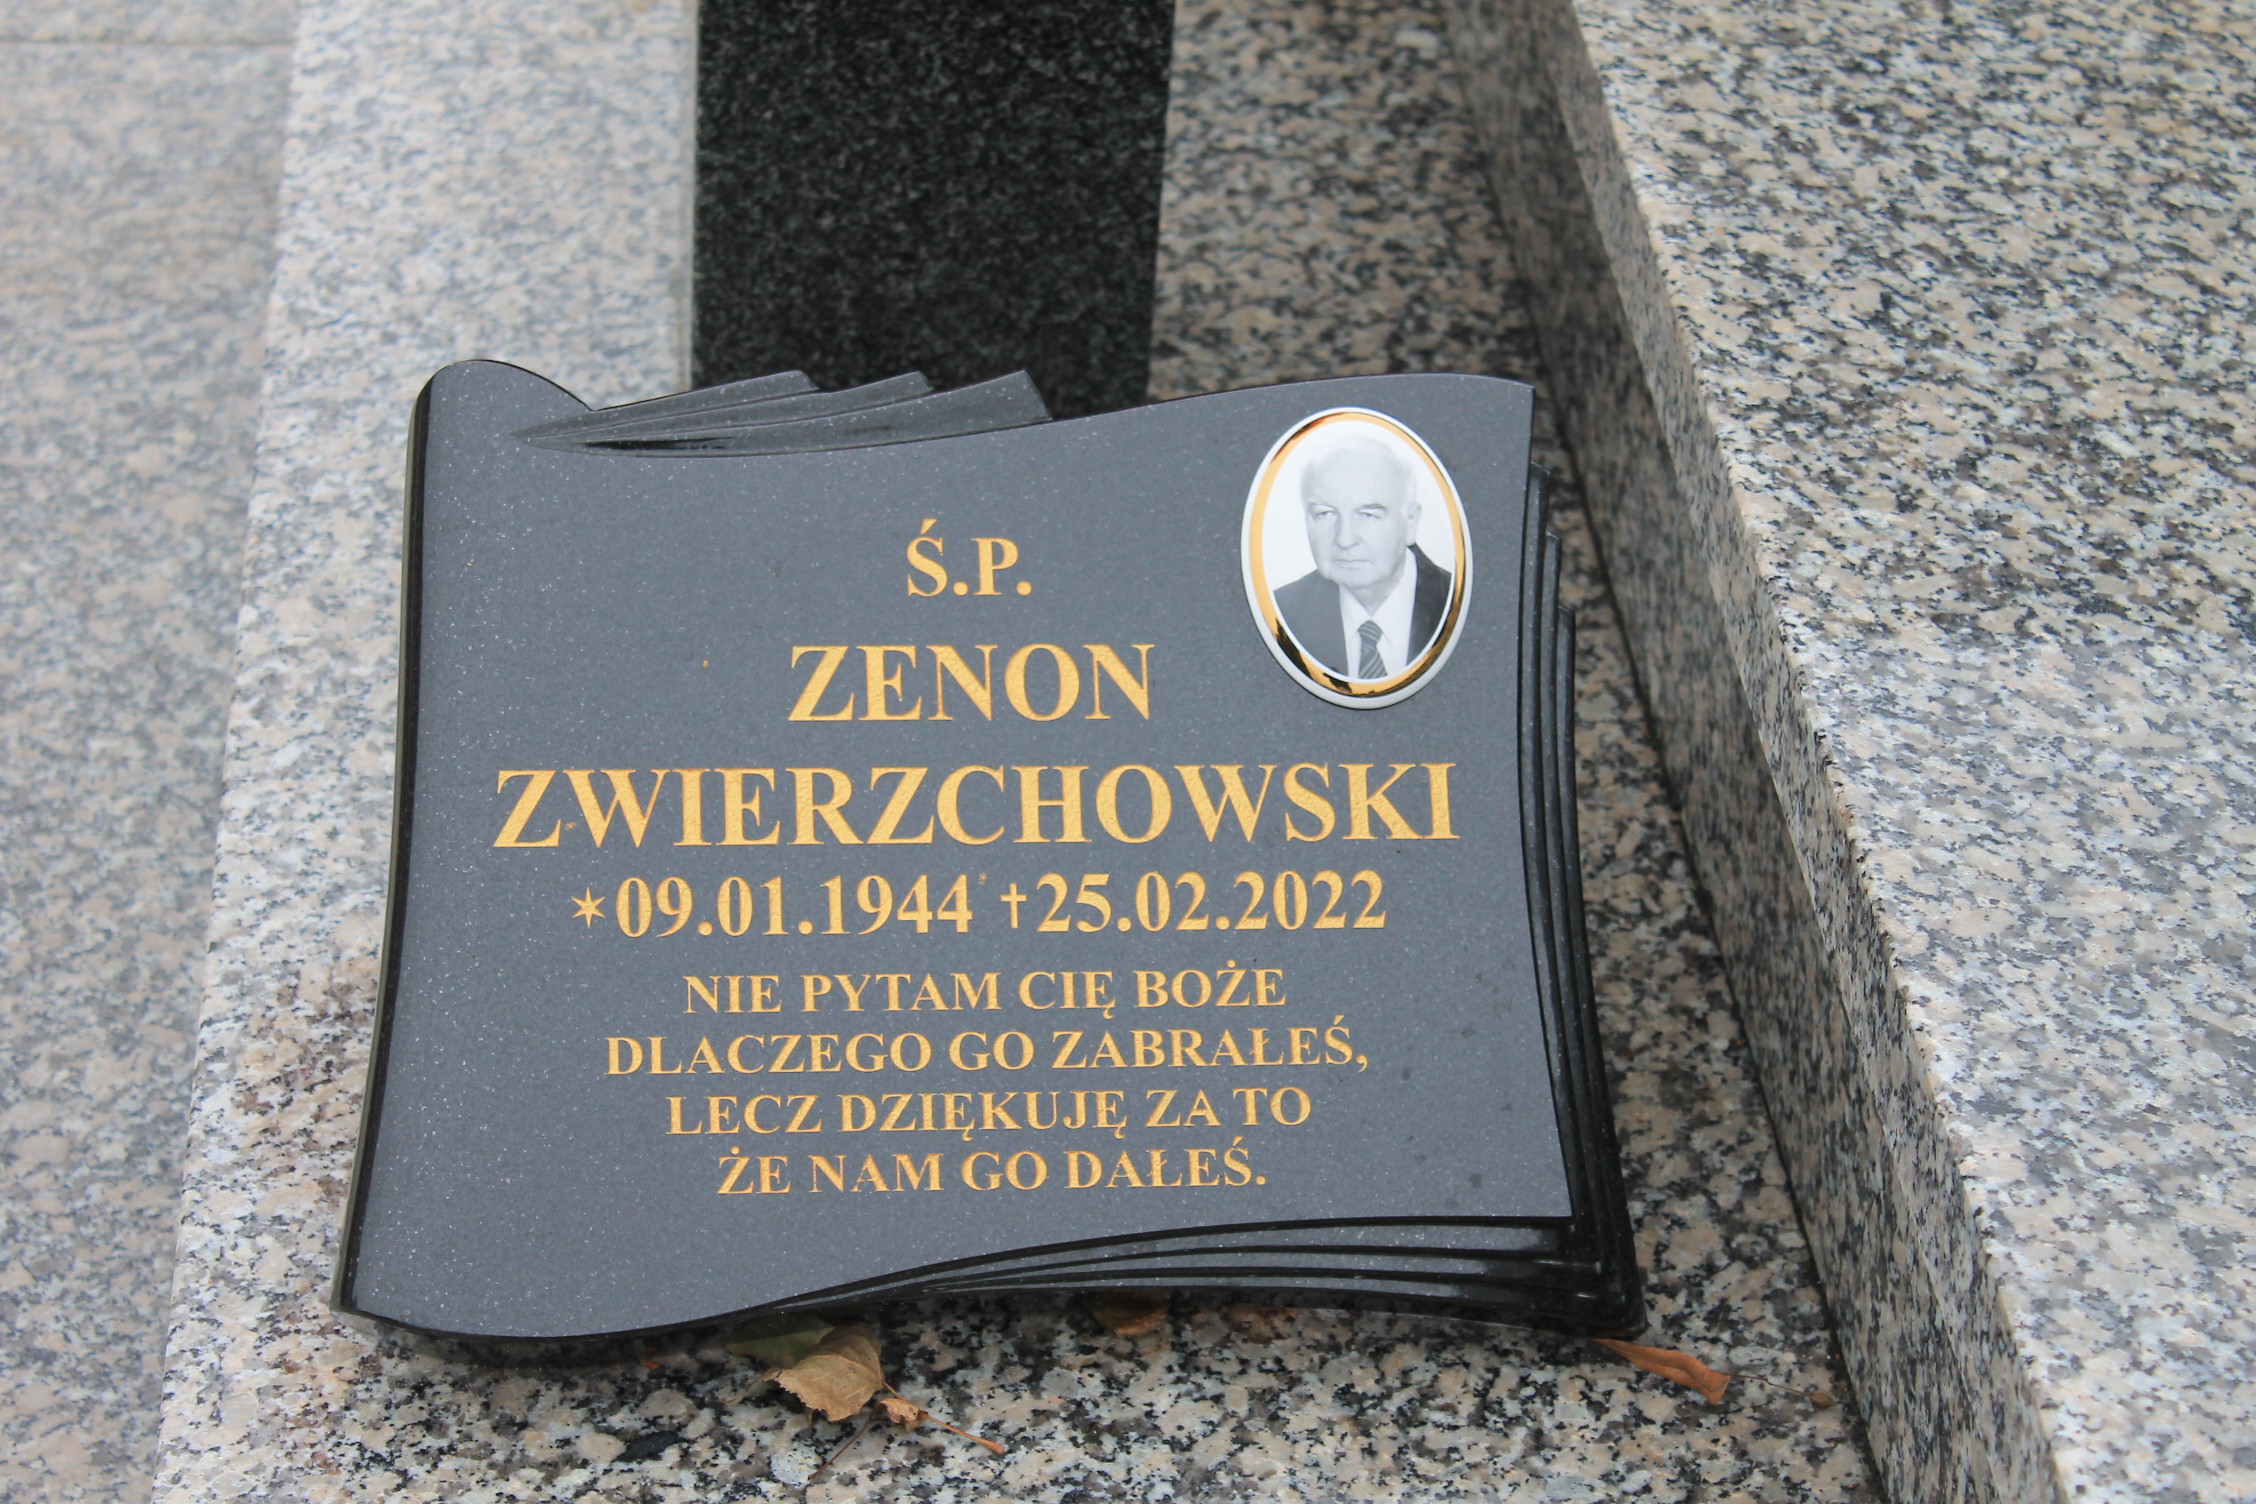 Ś.P.
ZENON
ZWIERZCHOWSKI
✶09.01.1944 ✝25.02.2022
NIE PYTAM CIĘ BOŻE
DLACZEGO GO ZABRAŁEŚ,
LECZ DZIĘKUJĘ ZA TO
ŻE NAM GO DAŁEŚ.